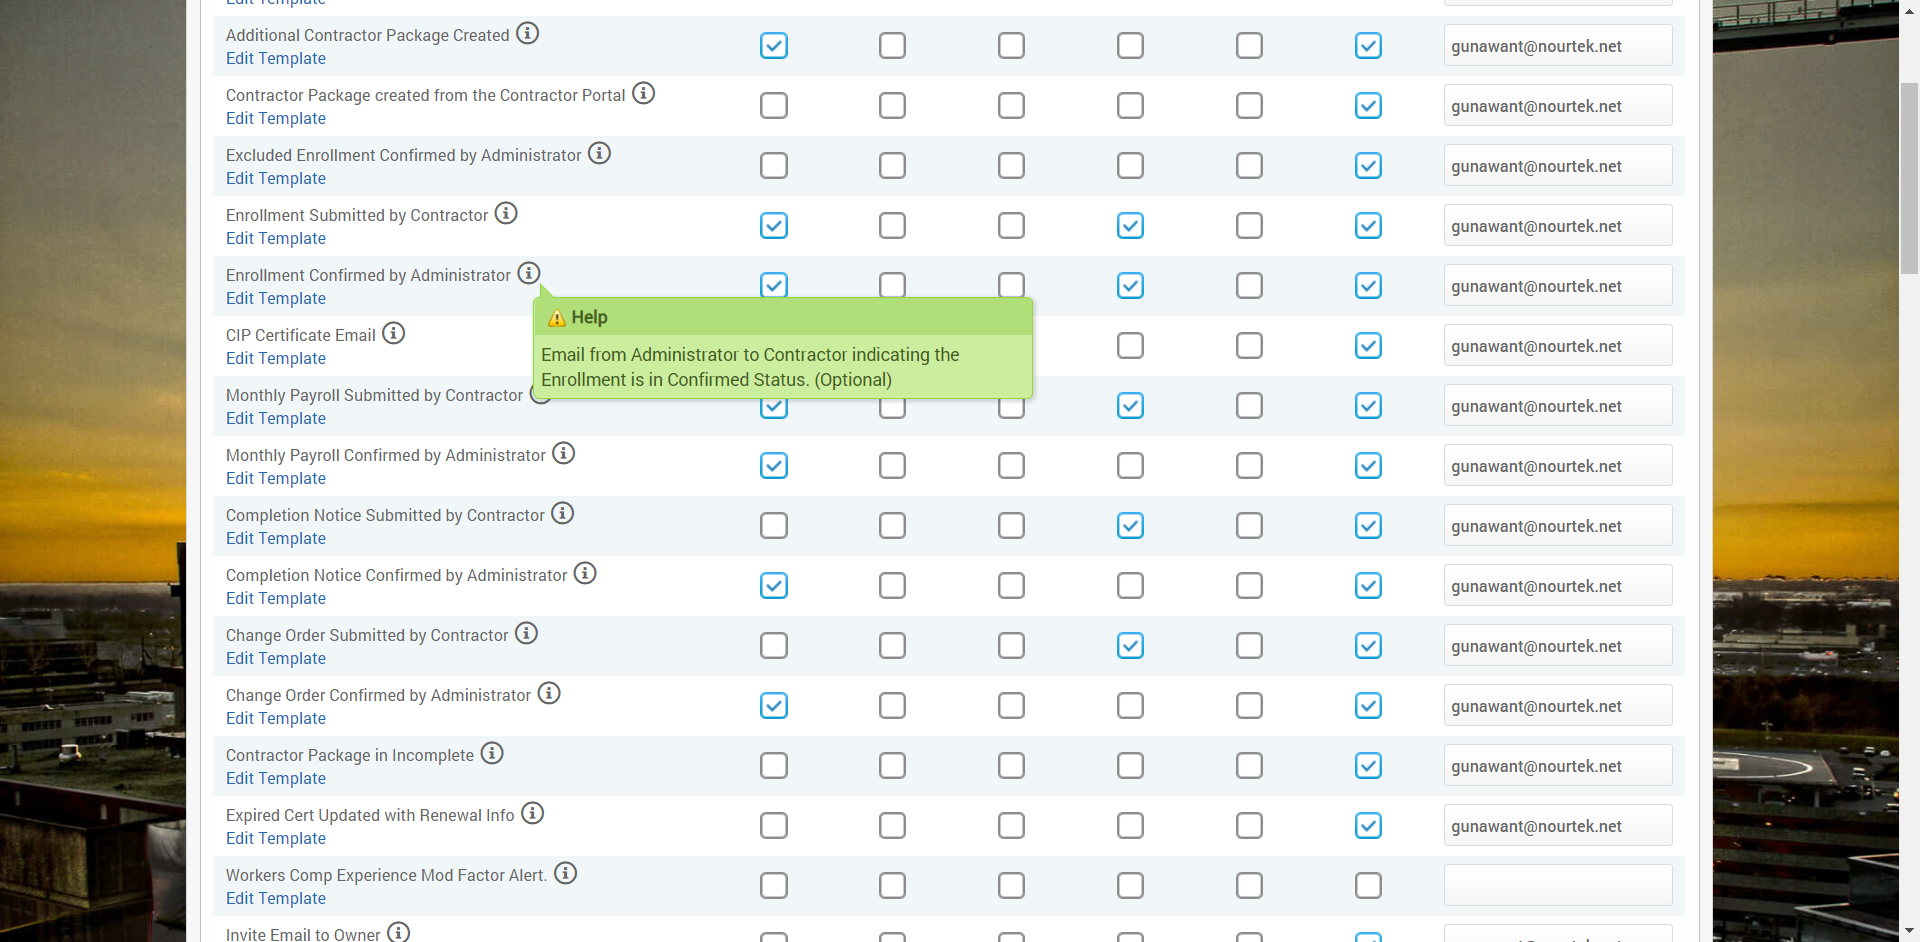 Edit Template
Additional Contractor Package Created
Edit Template
gunawant@nourtek.net
Contractor Package created from the Contractor Portal
Edit Template
gunawant@nourtek.net
Excluded Enrollment Confirmed by Administrator
Edit Template
gunawant@nourtek.net
Enrollment Submitted by Contractor
Edit Template
gunawant@nourtek.net
Enrollment Confirmed by Administrator
Edit Template
gunawant@nourtek.net
Help
Email from Administrator to Contractor indicating the
Enrollment is in Confirmed Status. (Optional)
CIP Certificate Email
Edit Template
gunawant@nourtek.net
Monthly Payroll Submitted by Contractor
Edit Template
gunawant@nourtek.net
Monthly Payroll Confirmed by Administrator
Edit Template
gunawant@nourtek.net
Completion Notice Submitted by Contractor
Edit Template
gunawant@nourtek.net
Completion Notice Confirmed by Administrator
Edit Template
gunawant@nourtek.net
Change Order Submitted by Contractor
Edit Template
gunawant@nourtek.net
Change Order Confirmed by Administrator
Edit Template
gunawant@nourtek.net
Contractor Package in Incomplete
Edit Template
gunawant@nourtek.net
Expired Cert Updated with Renewal Info
Edit Template
gunawant@nourtek.net
Workers Comp Experience Mod Factor Alert.
Edit Template
Invite Email to Owner